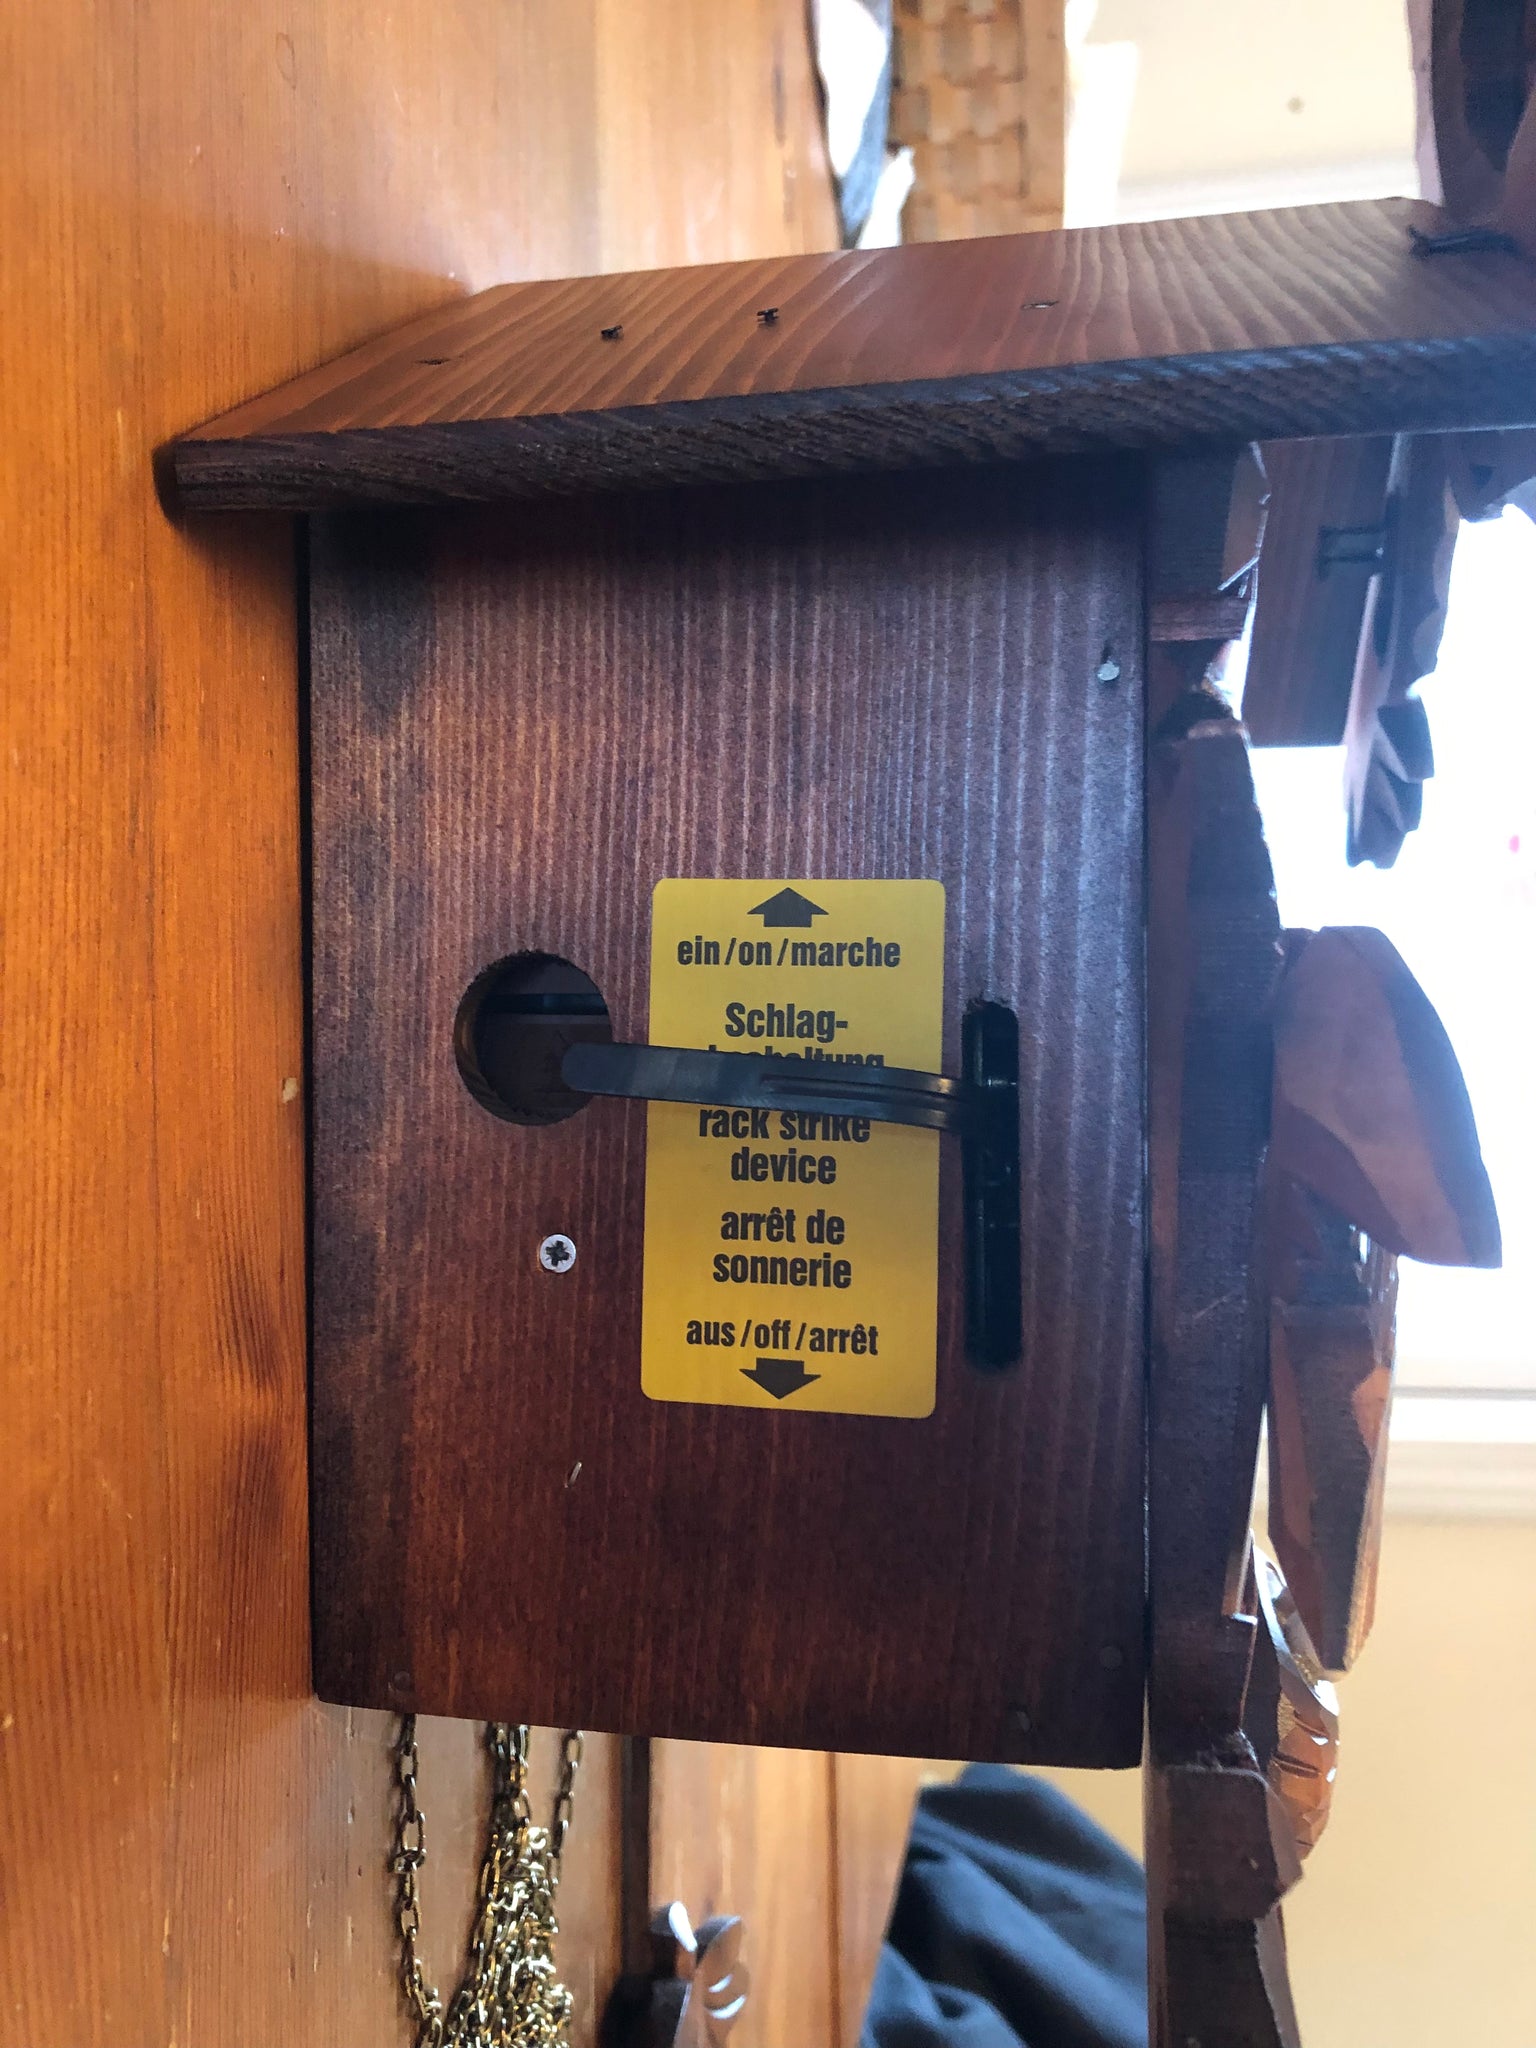 ein/on/marche
Schlag-
rack strike
device
arrêt de
sonnerie
aus/off/arrêt